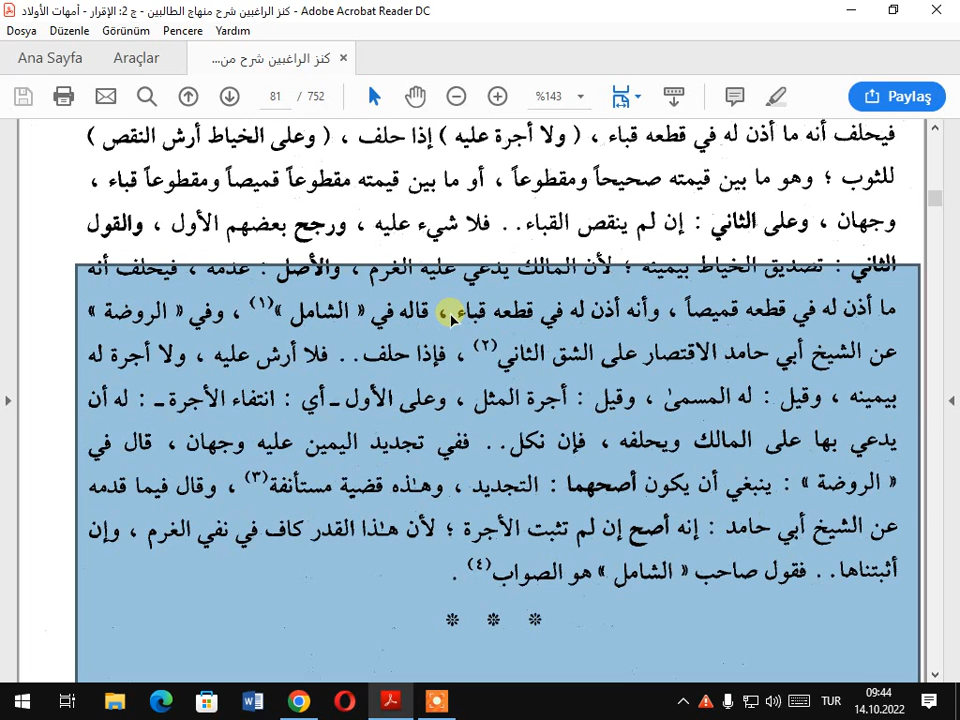 كنز الراغبين شرح منهاج الطالبين - ج 2: الإقرار - أمهات الأولاد - Adobe Acrobat Reader DC
Dosya Düzenle Görünüm Pencere Yardım
Ana Sayfa Araçlar كنز الراغبين شرح من...
81 / 752 %143 Paylaş
فيحلف أنه ما أذن له في قطعه قباء ، ( ولا أجرة عليه ) إذا حلف ، ( وعلى الخياط أرش النقص )
للثوب ؛ وهو ما بين قيمته صحيحاً ومقطوعاً ، أو ما بين قيمته مقطوعاً قميصاً ومقطوعاً قباء ،
وجهان ، وعلى الثاني : إن لم ينقص القباء . . فلا شيء عليه ، ورجح بعضهم الأول ، والقول
الثاني : تصديق الخياط بيمينه ؛ لأن المالك يدعي عليه الغرم ، والأصل : عدمه ، فيحلف أنه
ما أذن له في قطعه قميصاً ، وأنه أذن له في قطعه قباء ، قاله في « الشامل »(١) ، وفي « الروضة »
عن الشيخ أبي حامد الاقتصار على الشق الثاني(٢) ، فإذا حلف . . فلا أرش عليه ، ولا أجرة له
بيمينه ، وقيل : له المسمىٰ ، وقيل : أجرة المثل ، وعلى الأول ـ أي : انتفاء الأجرة ـ : له أن
يدعي بها على المالك ويحلفه ، فإن نكل . . ففي تجديد اليمين عليه وجهان ، قال في
« الروضة » : ينبغي أن يكون أصحهما : التجديد ، وهـٰذه قضية مستأنفة(٣) ، وقال فيما قدمه
عن الشيخ أبي حامد : إنه أصح إن لم تثبت الأجرة ؛ لأن هـٰذا القدر كاف في نفي الغرم ، وإن
أثبتناها . . فقول صاحب « الشامل » هو الصواب(٤) .
TUR 09:44
14.10.2022